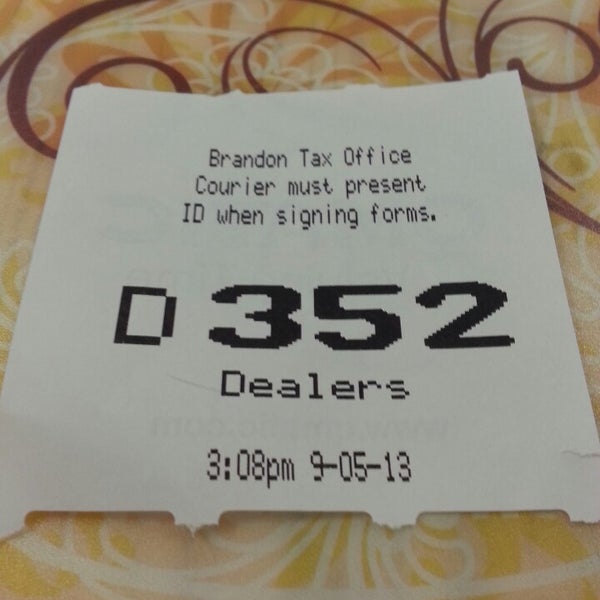 Brandon Tax Office
Courier must present
ID when signing forms.
D 352
Dealers
3:08pm 9-05-13